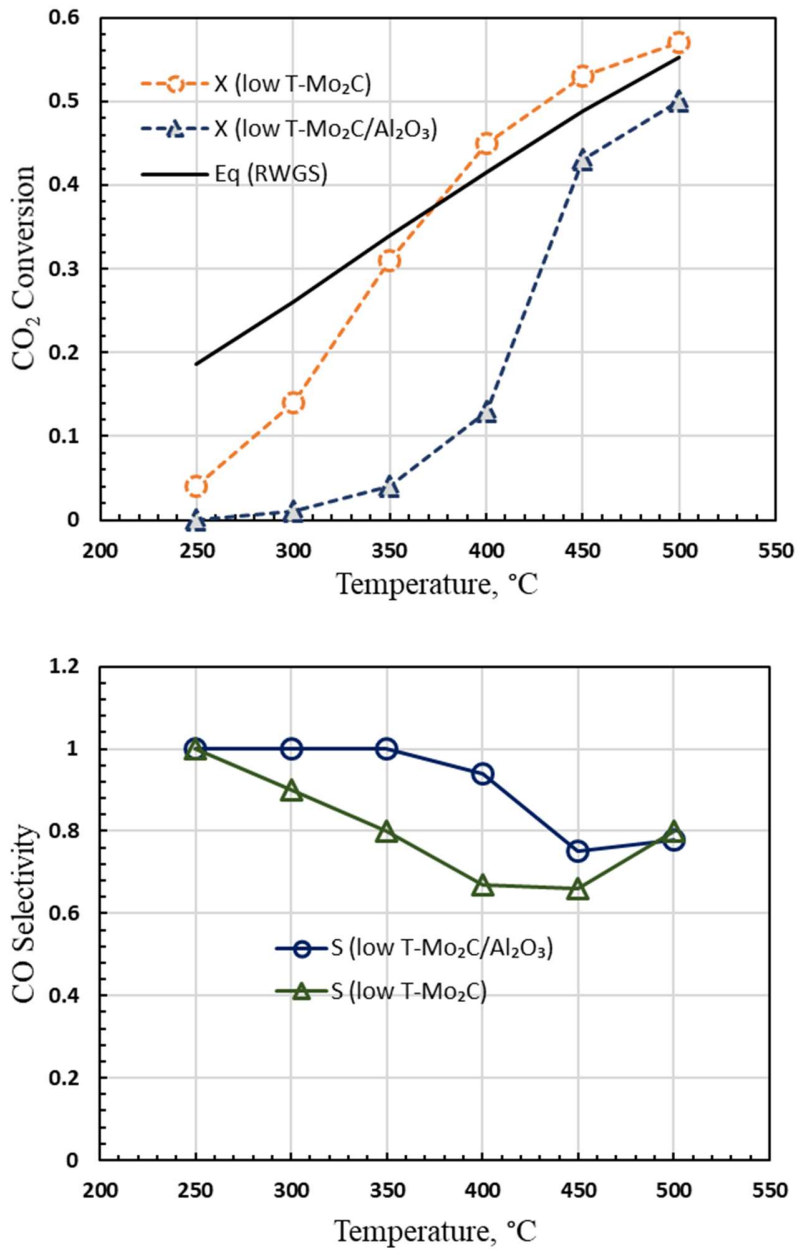 0.6
0.5
0.4
0.3
0.2
0.1
0
CO₂ Conversion
X (low T-Mo₂C)
X (low T-Mo₂C/Al₂O₃)
Eq (RWGS)
200 250 300 350 400 450 500 550
Temperature, °C
1.2
1
0.8
0.6
0.4
0.2
0
CO Selectivity
S (low T-Mo₂C/Al₂O₃)
S (low T-Mo₂C)
200 250 300 350 400 450 500 550
Temperature, °C